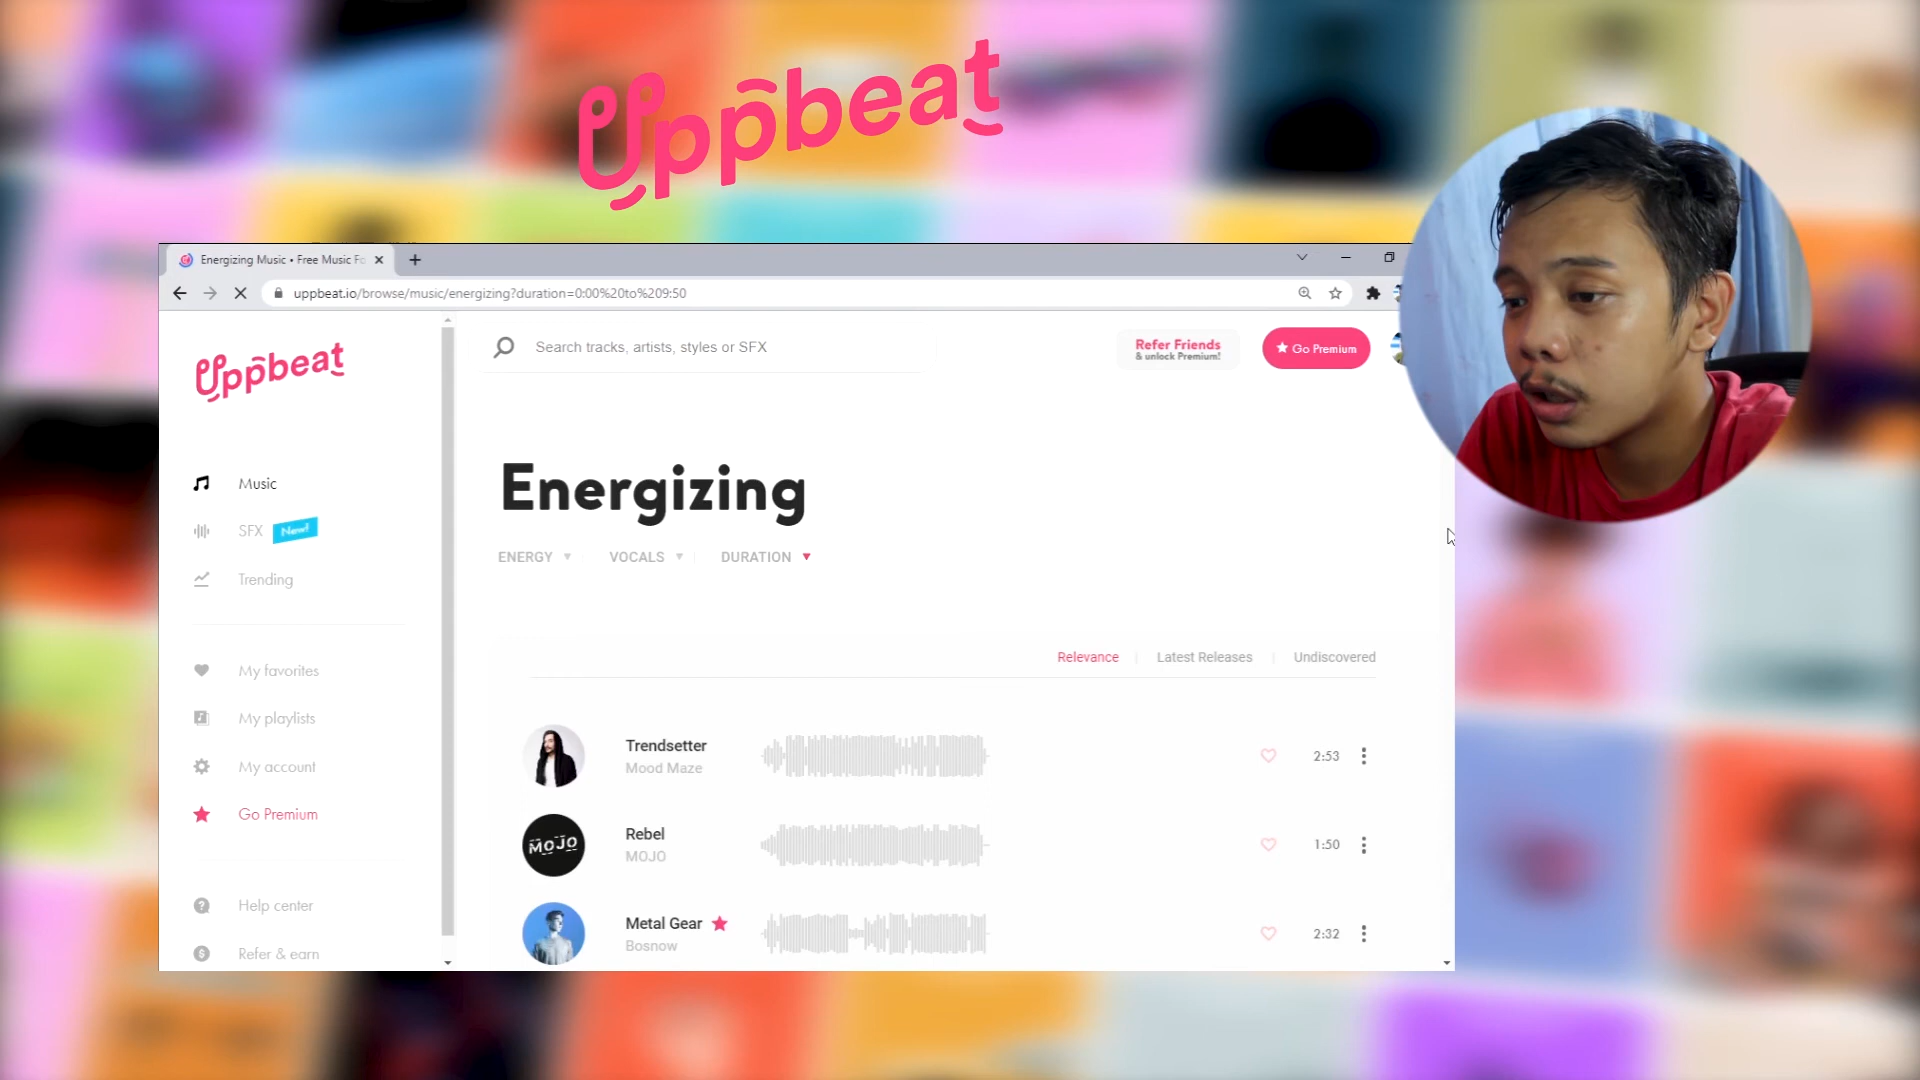 Uppbeat
Energizing Music • Free Music Fo
uppbeat.io/browse/music/energizing?duration=0:00%20to%209:50
Uppbeat
Search tracks, artists, styles or SFX
Refer Friends
& unlock Premium!
Go Premium
Music
SFX New!
Trending
My favorites
My playlists
My account
Go Premium
Help center
Refer & earn
Energizing
ENERGY VOCALS DURATION
Relevance Latest Releases Undiscovered
Trendsetter
Mood Maze
2:53
MOJO
Rebel
MOJO
1:50
Metal Gear
Bosnow
2:32